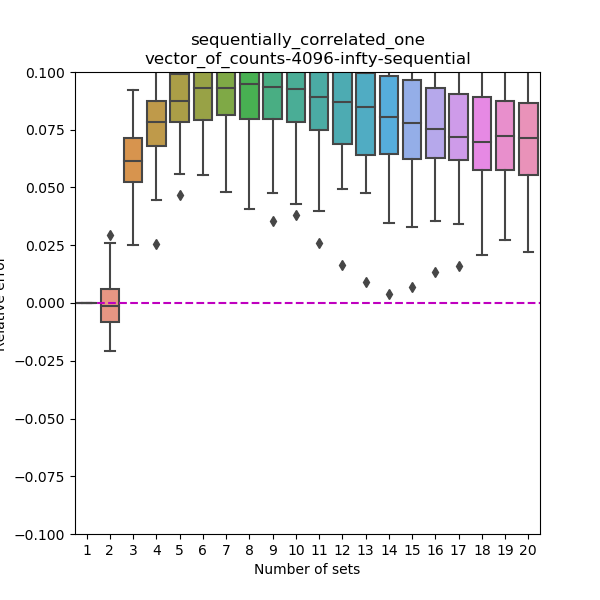 sequentially_correlated_one
vector_of_counts-4096-infty-sequential
0.100
0.075
0.050
0.025
0.000
−0.025
−0.050
−0.075
−0.100
1 2 3 4 5 6 7 8 9 10 11 12 13 14 15 16 17 18 19 20
Number of sets
Relative error